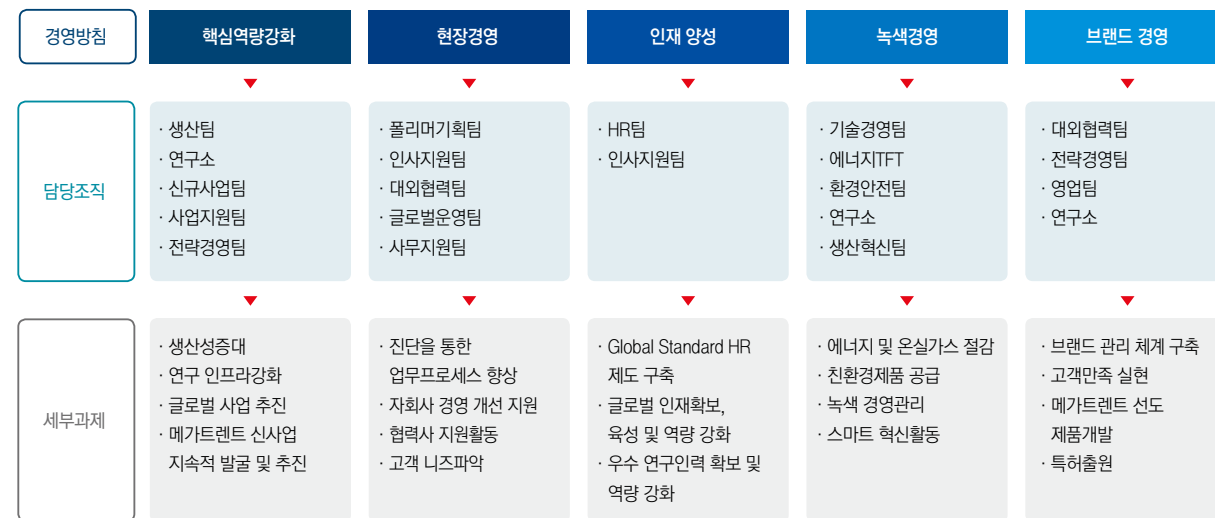 경영방침
핵심역량강화
현장경영
인재 양성
녹색경영
브랜드 경영
담당조직
· 생산팀
· 연구소
· 신규사업팀
· 사업지원팀
· 전략경영팀
· 폴리머기획팀
· 인사지원팀
· 대외협력팀
· 글로벌운영팀
· 사무지원팀
· HR팀
· 인사지원팀
· 기술경영팀
· 에너지TFT
· 환경안전팀
· 연구소
· 생산혁신팀
· 대외협력팀
· 전략경영팀
· 영업팀
· 연구소
세부과제
· 생산성증대
· 연구 인프라강화
· 글로벌 사업 추진
· 메가트렌트 신사업
지속적 발굴 및 추진
· 진단을 통한
업무프로세스 향상
· 자회사 경영 개선 지원
· 협력사 지원활동
· 고객 니즈파악
· Global Standard HR
제도 구축
· 글로벌 인재확보,
육성 및 역량 강화
· 우수 연구인력 확보 및
역량 강화
· 에너지 및 온실가스 절감
· 친환경제품 공급
· 녹색 경영관리
· 스마트 혁신활동
· 브랜드 관리 체계 구축
· 고객만족 실현
· 메가트렌트 선도
제품개발
· 특허출원